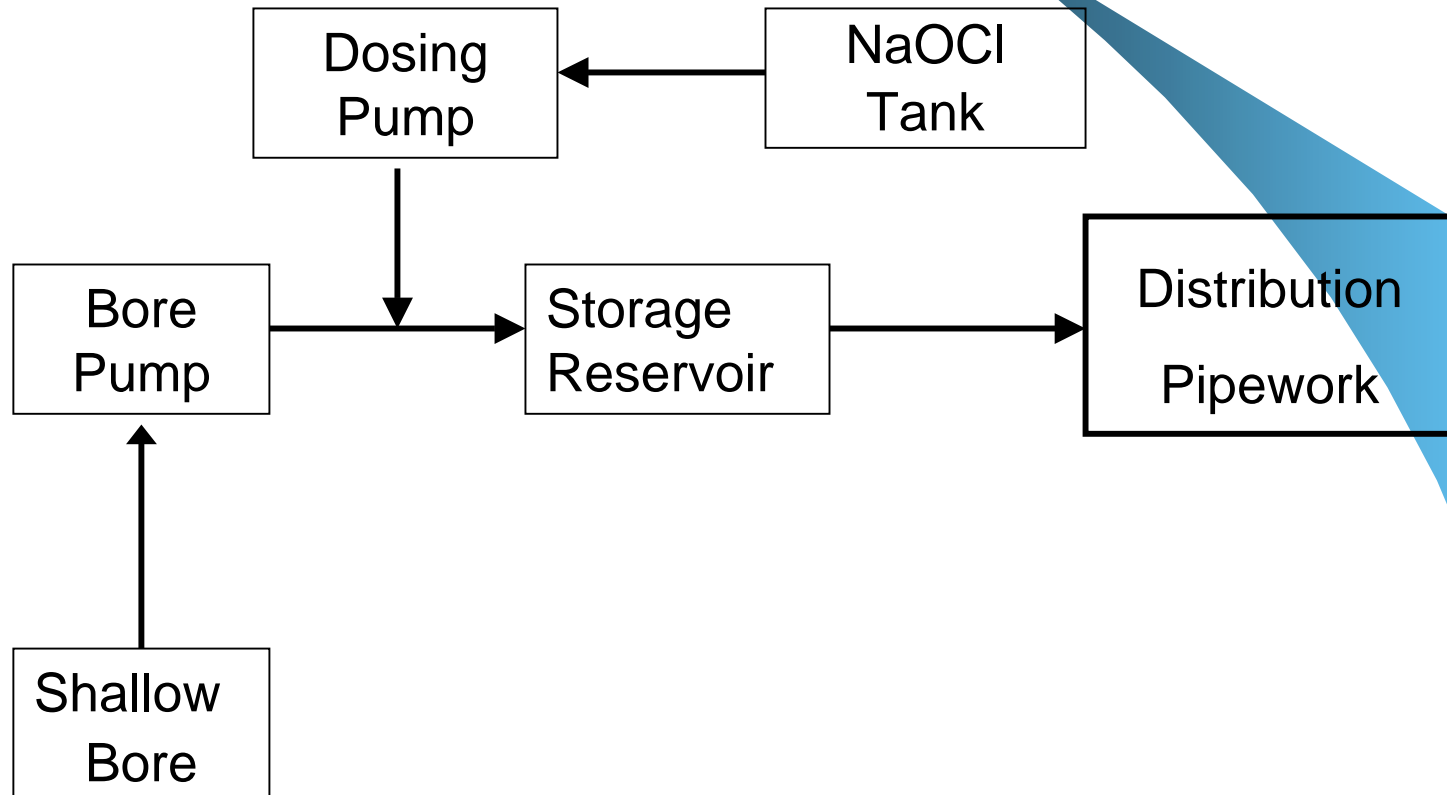 Dosing
Pump
NaOCl
Tank
Bore
Pump
Storage
Reservoir
Distribution
Pipework
Shallow
Bore